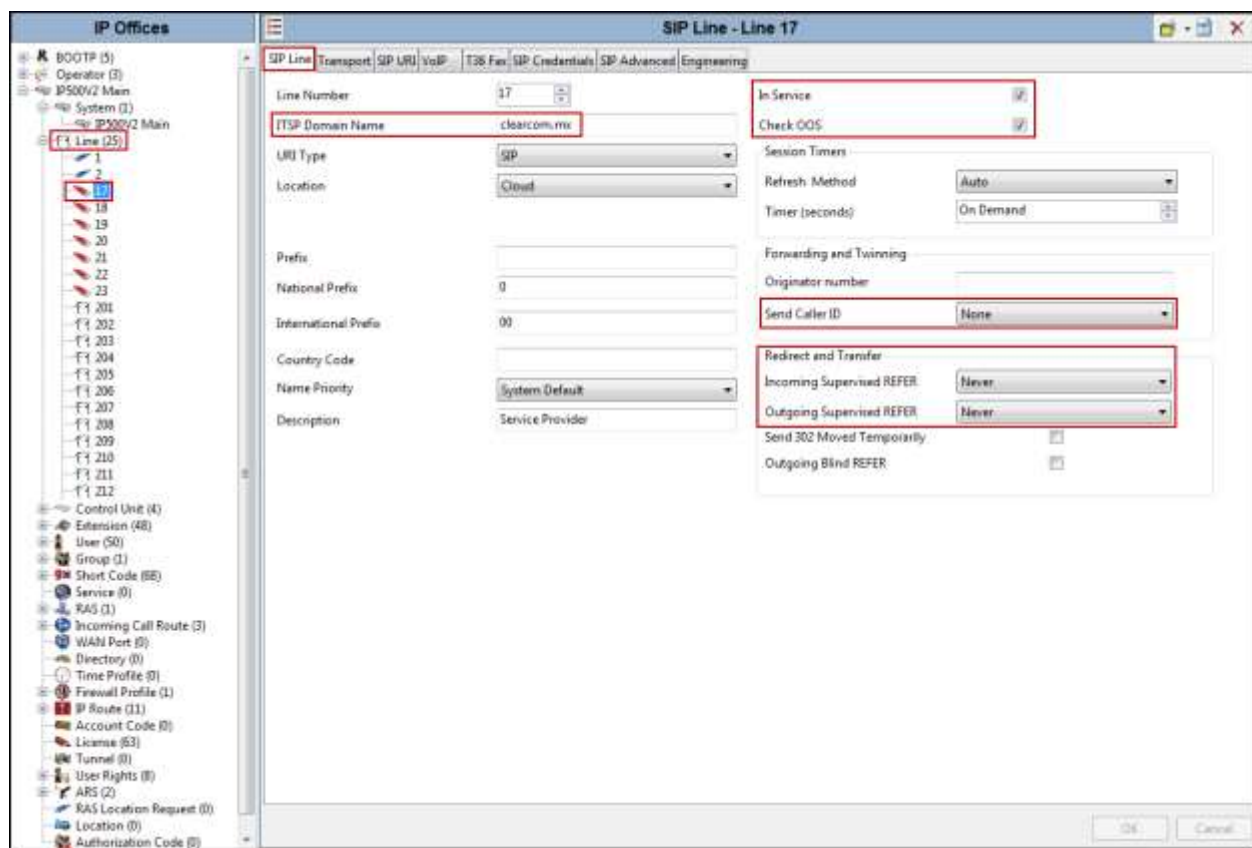 IP Offices
BOOTP (5)
Operator (3)
IP500V2 Main
System (1)
IP500V2 Main
Line (25)
1
2
17
18
19
20
21
22
23
201
202
203
204
205
206
207
208
209
210
211
212
Control Unit (4)
Extension (48)
User (50)
Group (1)
Short Code (68)
Service (0)
RAS (1)
Incoming Call Route (3)
WAN Port (0)
Directory (0)
Time Profile (0)
Firewall Profile (1)
IP Route (11)
Account Code (0)
License (63)
Tunnel (0)
User Rights (8)
ARS (2)
RAS Location Request (0)
Location (0)
Authorization Code (0)
SIP Line - Line 17
SIP Line Transport SIP URI VoIP T38 Fax SIP Credentials SIP Advanced Engineering
Line Number 17
ITSP Domain Name clearcom.mx
URI Type SIP
Location Cloud
Prefix
National Prefix 0
International Prefix 00
Country Code
Name Priority System Default
Description Service Provider
In Service
Check OOS
Session Timers
Refresh Method Auto
Timer (seconds) On Demand
Forwarding and Twinning
Originator number
Send Caller ID None
Redirect and Transfer
Incoming Supervised REFER Never
Outgoing Supervised REFER Never
Send 302 Moved Temporarily
Outgoing Blind REFER
OK Cancel